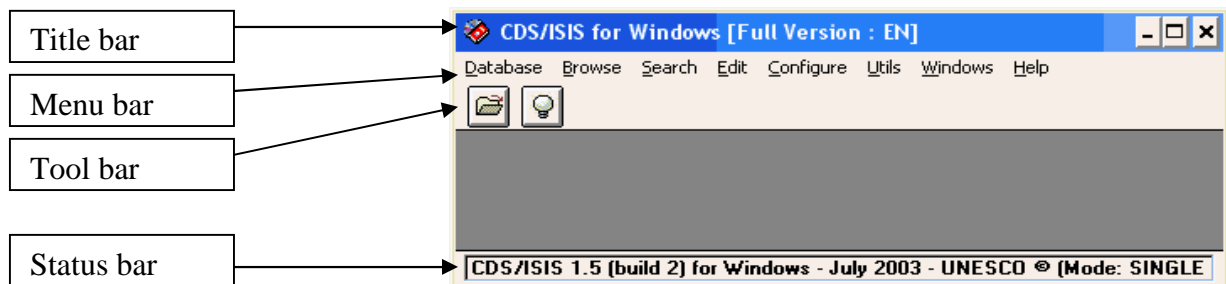 Title bar
CDS/ISIS for Windows [Full Version : EN]
Menu bar
Database Browse Search Edit Configure Utils Windows Help
Tool bar
Status bar
CDS/ISIS 1.5 (build 2) for Windows - July 2003 - UNESCO © (Mode: SINGLE